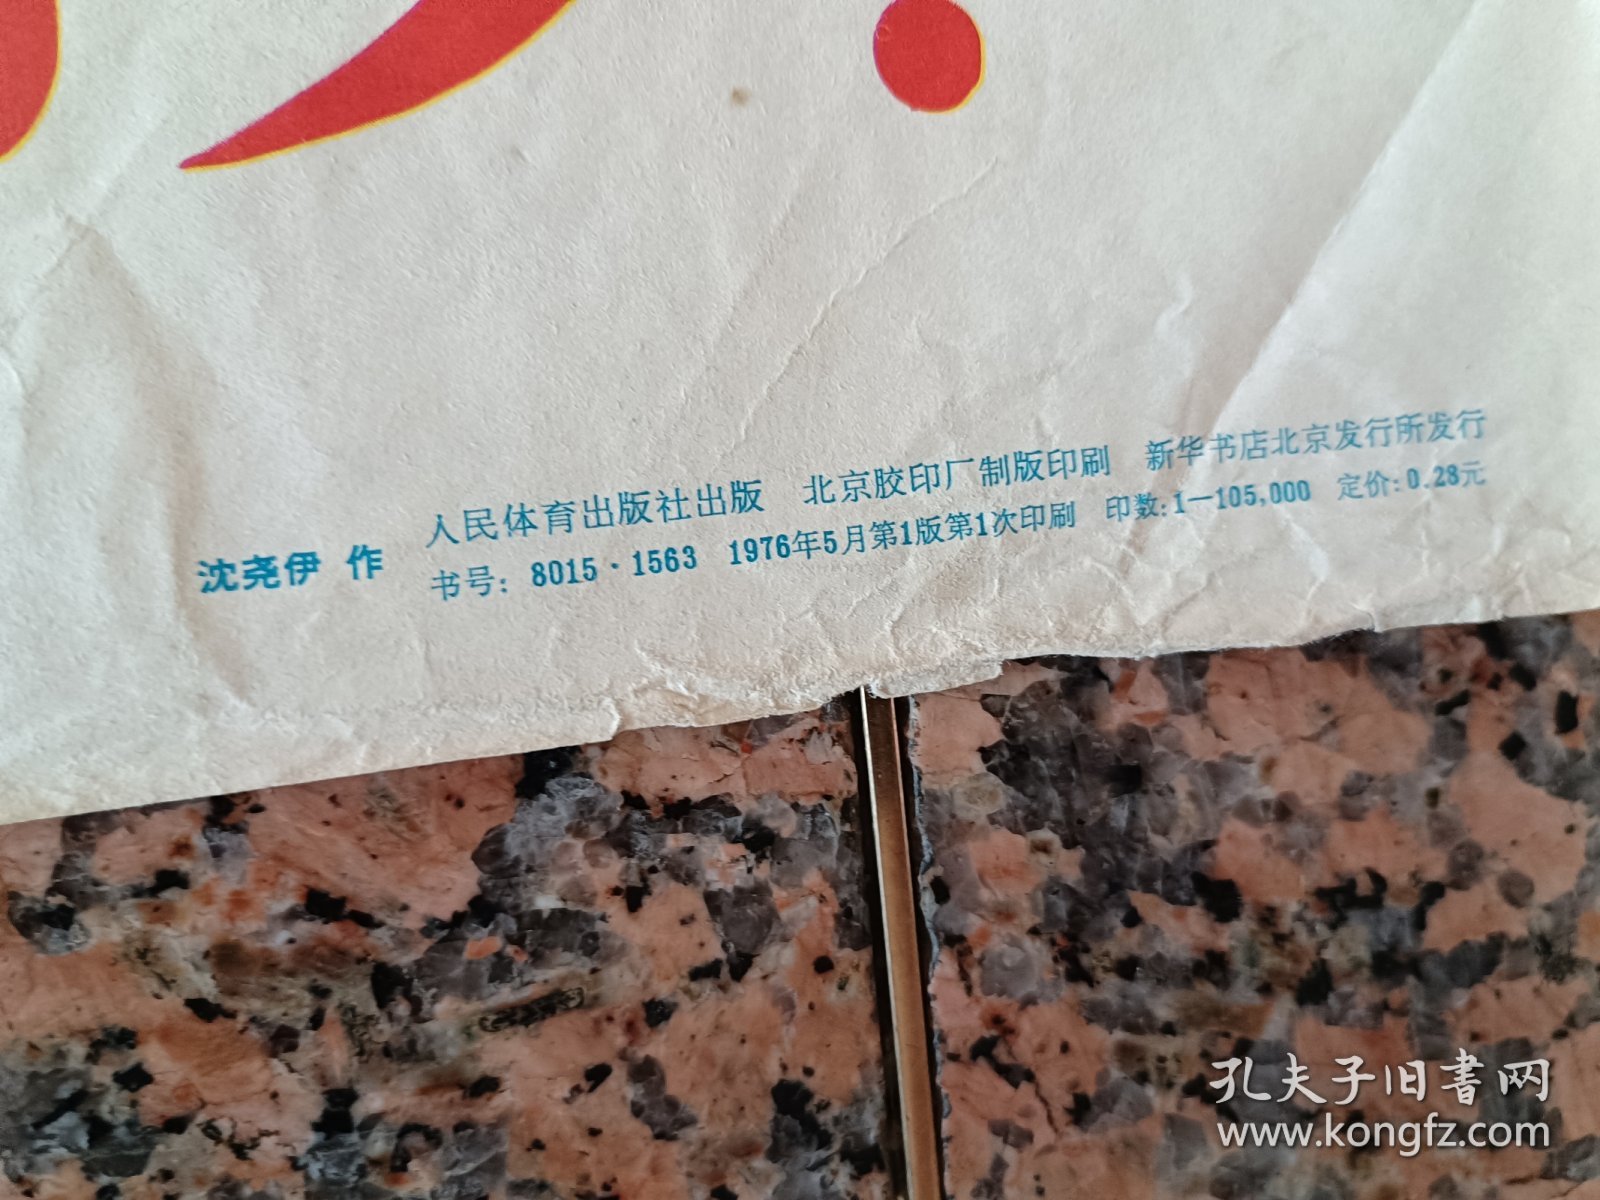 沈尧伊 作
人民体育出版社出版 北京胶印厂制版印刷 新华书店北京发行所发行
书号：8015·1563 1976年5月第1版第1次印刷 印数：1—105,000 定价：0.28元
孔夫子旧書网
www.kongfz.com